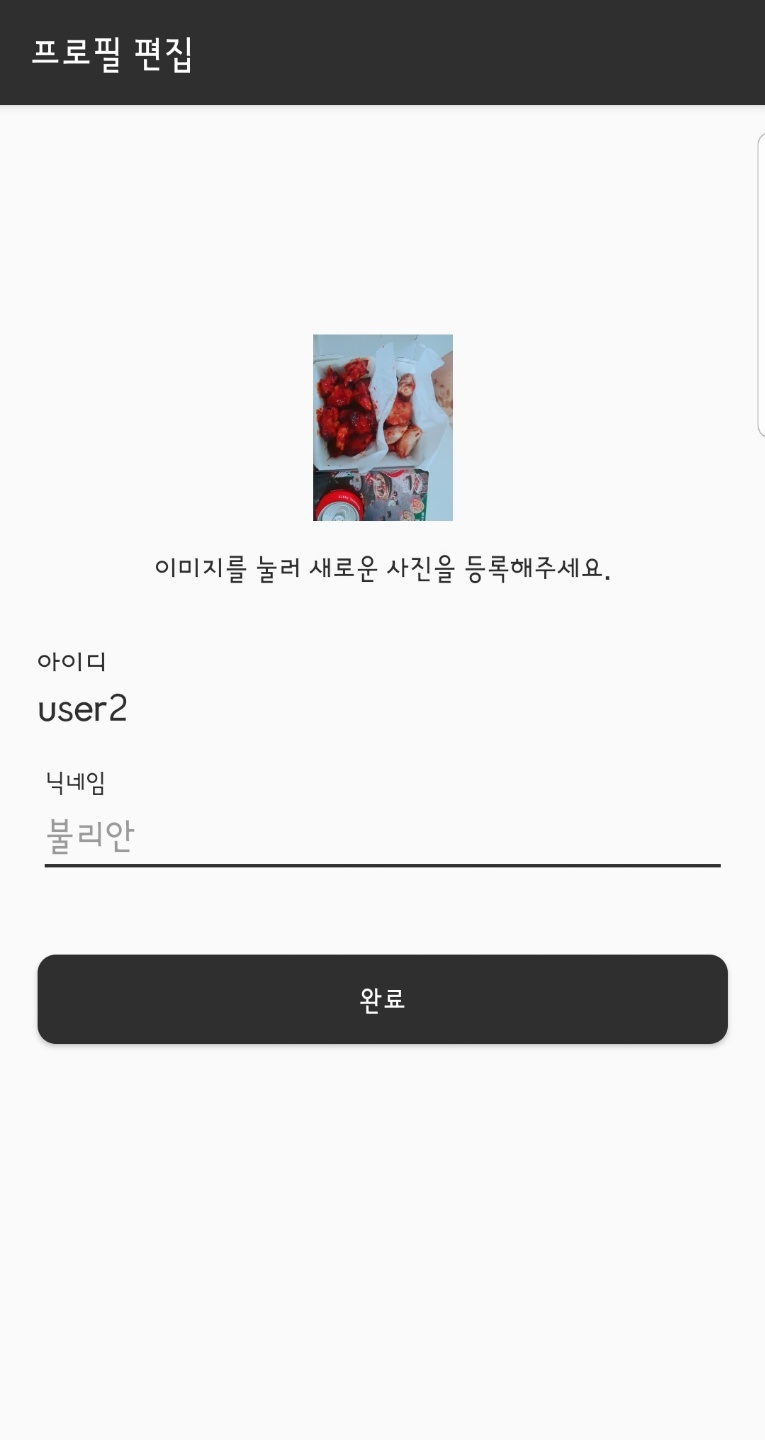 프로필 편집
이미지를 눌러 새로운 사진을 등록해주세요.
아이디
user2
닉네임
불리안
완료